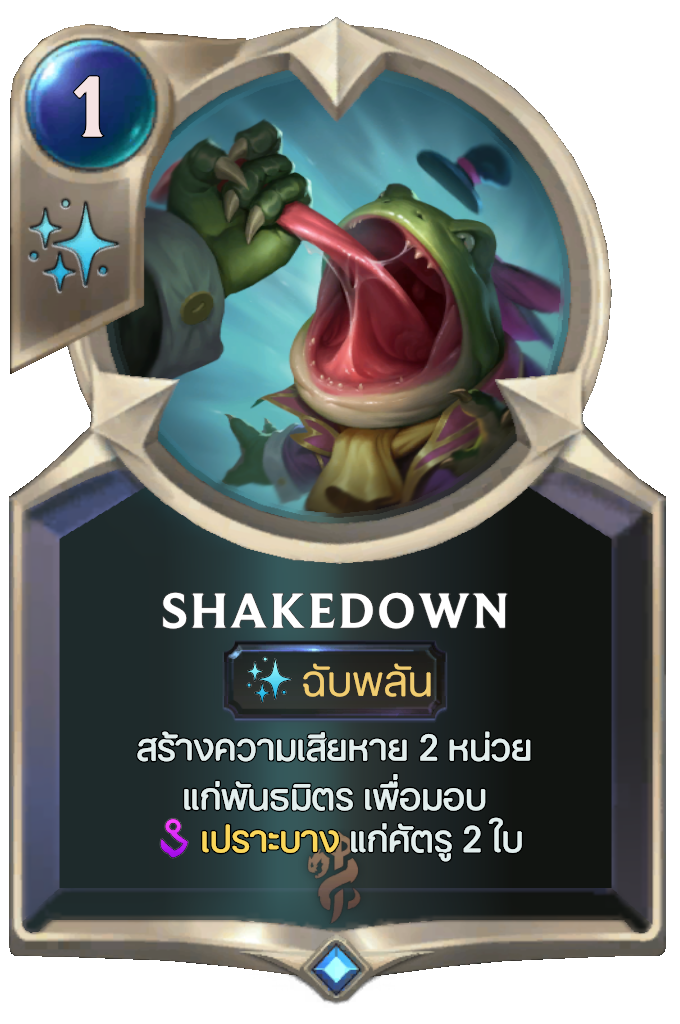 1
SHAKEDOWN
ฉับพลัน
สร้างความเสียหาย 2 หน่วย
แก่พันธมิตร เพื่อมอบ
เปราะบาง แก่ศัตรู 2 ใบ